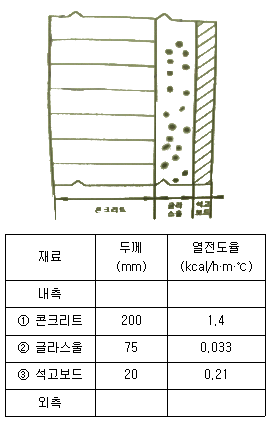 콘크리트 글라스울 석고보드
재료 두께 (mm) 열전도율 (kcal/h·m·℃)
내측
① 콘크리트 200 1.4
② 글라스울 75 0.033
③ 석고보드 20 0.21
외측